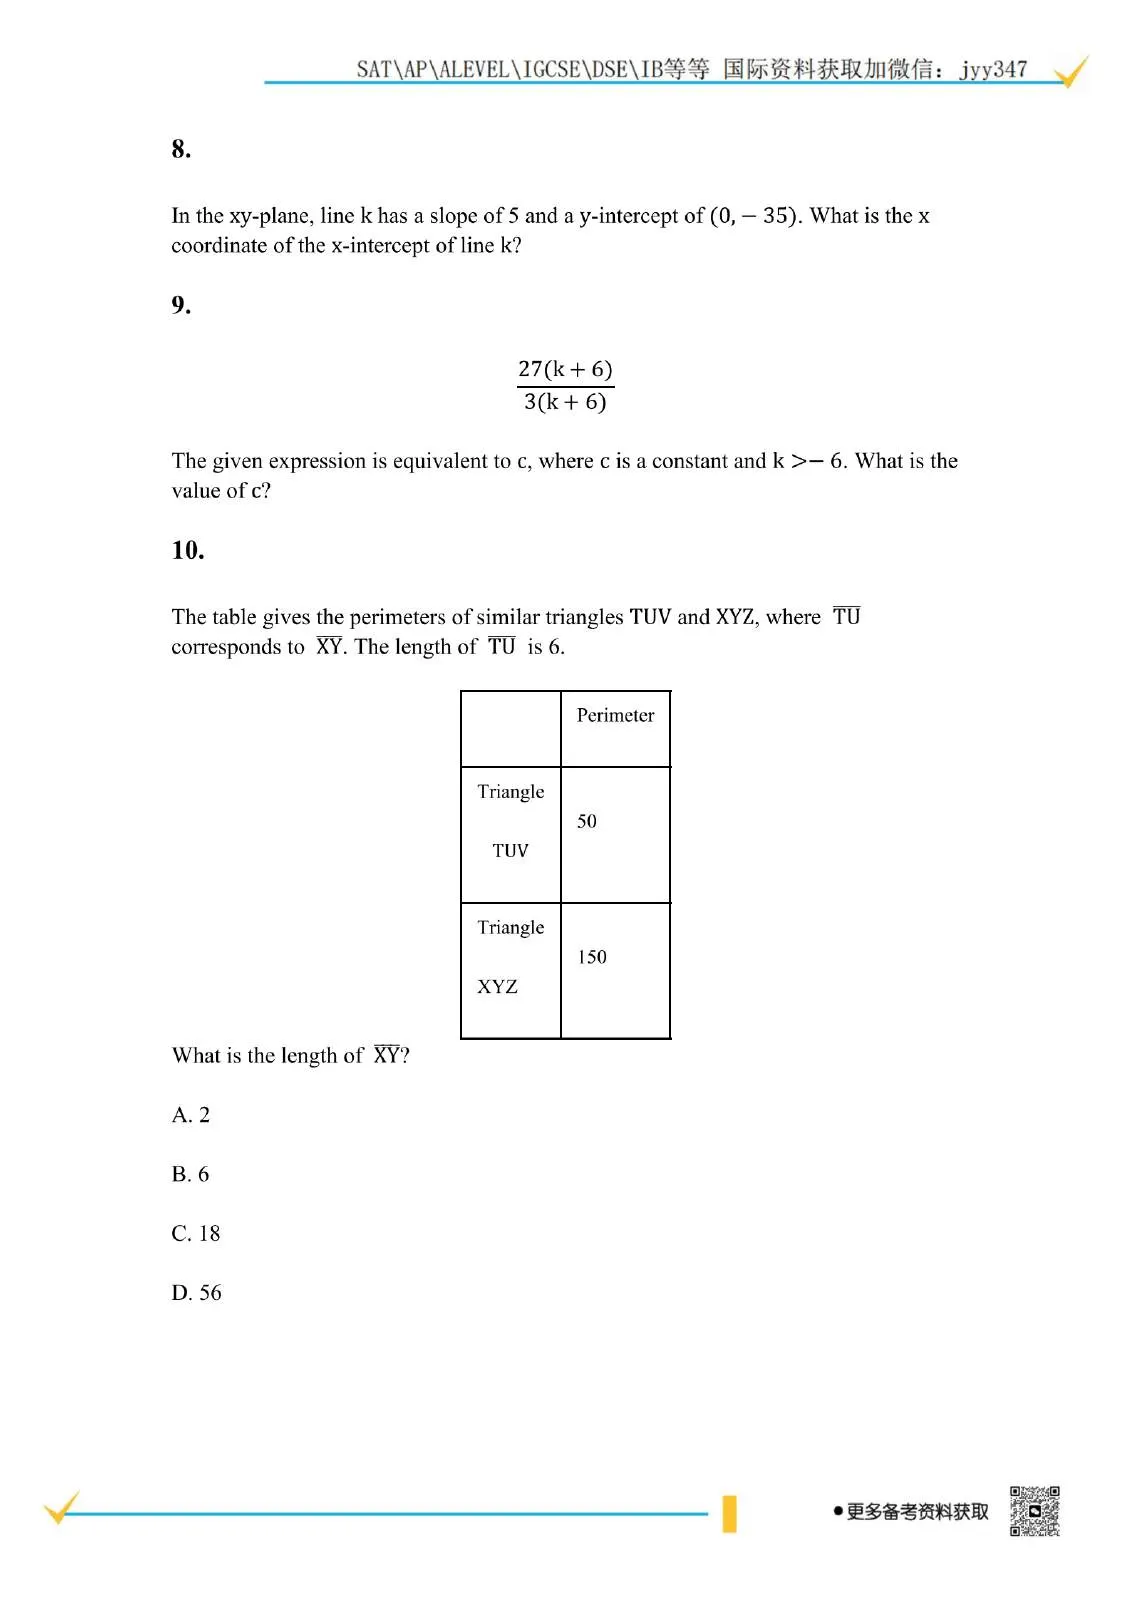 SAT\AP\ALEVEL\IGCSE\DSE\IB等等 国际资料获取加微信：jyy347
8.
In the xy-plane, line k has a slope of 5 and a y-intercept of (0, − 35). What is the x
coordinate of the x-intercept of line k?
9.
27(k + 6)
3(k + 6)
The given expression is equivalent to c, where c is a constant and k >− 6. What is the
value of c?
10.
The table gives the perimeters of similar triangles TUV and XYZ, where TU
corresponds to XY. The length of TU is 6.
Perimeter
Triangle
TUV
50
Triangle
XYZ
150
What is the length of XY?
A. 2
B. 6
C. 18
D. 56
●更多备考资料获取